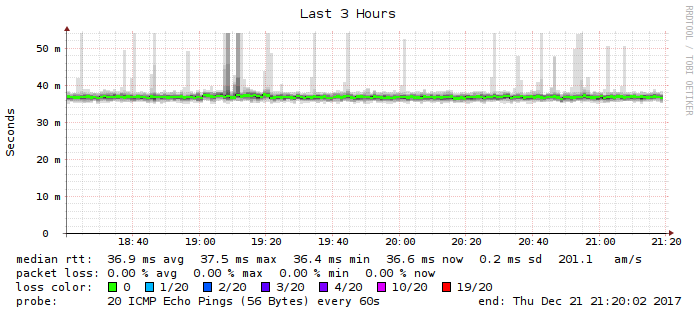 Last 3 Hours
RRDTOOL / TOBI OETIKER
Seconds
50 m
40 m
30 m
20 m
10 m
0
18:40 19:00 19:20 19:40 20:00 20:20 20:40 21:00 21:20
median rtt: 36.9 ms avg 37.5 ms max 36.4 ms min 36.6 ms now 0.2 ms sd 201.1 am/s
packet loss: 0.00 % avg 0.00 % max 0.00 % min 0.00 % now
loss color: 0 1/20 2/20 3/20 4/20 10/20 19/20
probe: 20 ICMP Echo Pings (56 Bytes) every 60s end: Thu Dec 21 21:20:02 2017